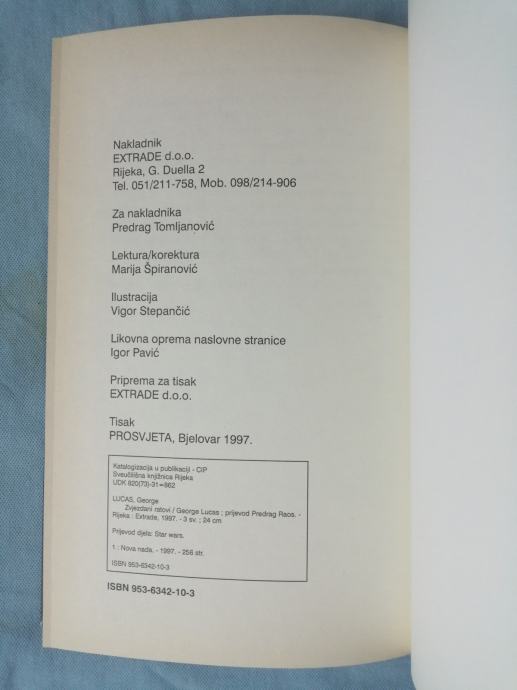 Nakladnik
EXTRADE d.o.o.
Rijeka, G. Duella 2
Tel. 051/211-758, Mob. 098/214-906
Za nakladnika
Predrag Tomljanović
Lektura/korektura
Marija Špiranović
Ilustracija
Vigor Stepančić
Likovna oprema naslovne stranice
Igor Pavić
Priprema za tisak
EXTRADE d.o.o.
Tisak
PROSVJETA, Bjelovar 1997.
Katalogizacija u publikaciji - CIP
Sveučilišna knjižnica Rijeka
UDK 820(73)-31=862
LUCAS, George
Zvjezdani ratovi / George Lucas ; prijevod Predrag Raos. -
Rijeka : Extrade, 1997. - 3 sv. ; 24 cm
Prijevod djela: Star wars.
1 : Nova nada. - 1997. - 256 str.
ISBN 953-6342-10-3
ISBN 953-6342-10-3